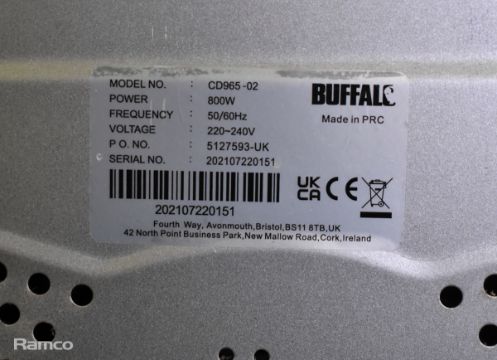 MODEL NO. : CD965-02
POWER : 800W
FREQUENCY : 50/60Hz
VOLTAGE : 220~240V
P O. NO. : 5127593-UK
SERIAL NO. : 202107220151
BUFFALO
Made in PRC
UK
CA CE
202107220151
Fourth Way, Avonmouth,Bristol,BS11 8TB,UK
42 North Point Business Park,New Mallow Road,Cork,Ireland
Ramco